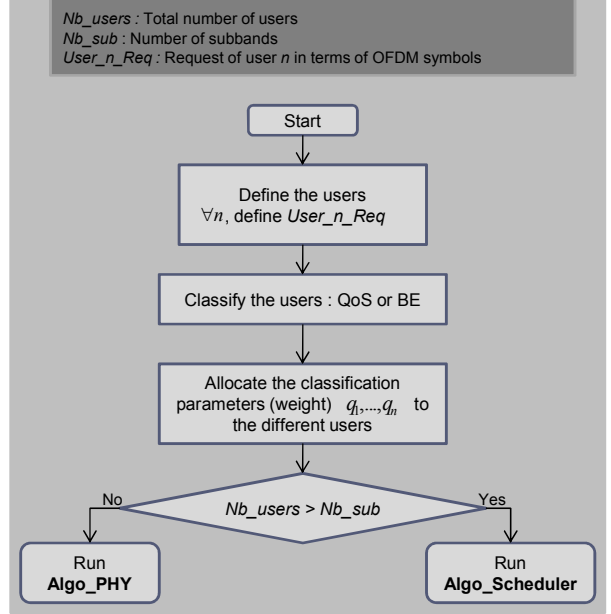 Nb_users : Total number of users
Nb_sub : Number of subbands
User_n_Req : Request of user n in terms of OFDM symbols
Start
Define the users
∀n, define User_n_Req
Classify the users : QoS or BE
Allocate the classification
parameters (weight) q₁,...,qₙ to
the different users
No
Nb_users > Nb_sub
Yes
Run
Algo_PHY
Run
Algo_Scheduler